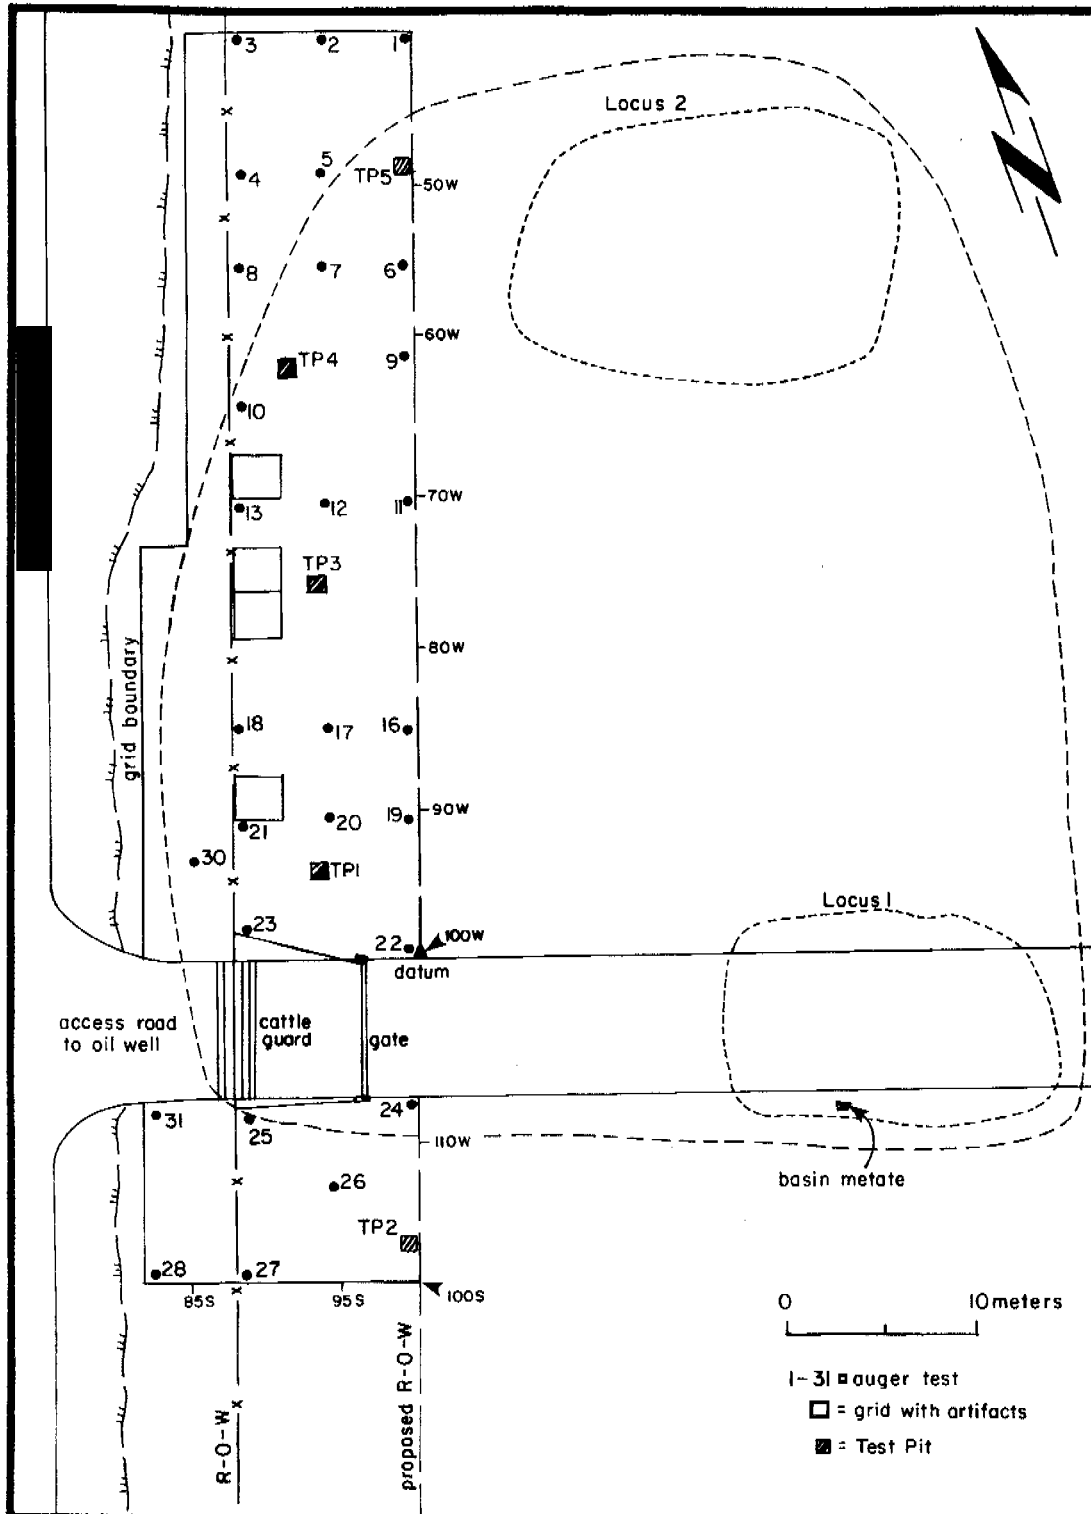 3
2
1
Locus 2
4
5
TP5
50W
8
7
6
60W
TP4
9
10
70W
13
12
11
TP3
80W
grid boundary
18
17
16
90W
21
20
19
30
TP1
23
22
100W
datum
Locus 1
access road
to oil well
cattle
guard
gate
31
25
24
110W
26
basin metate
TP2
28
27
85S
95S
100S
R-O-W
proposed R-O-W
0
10 meters
1-31 = auger test
= grid with artifacts
= Test Pit